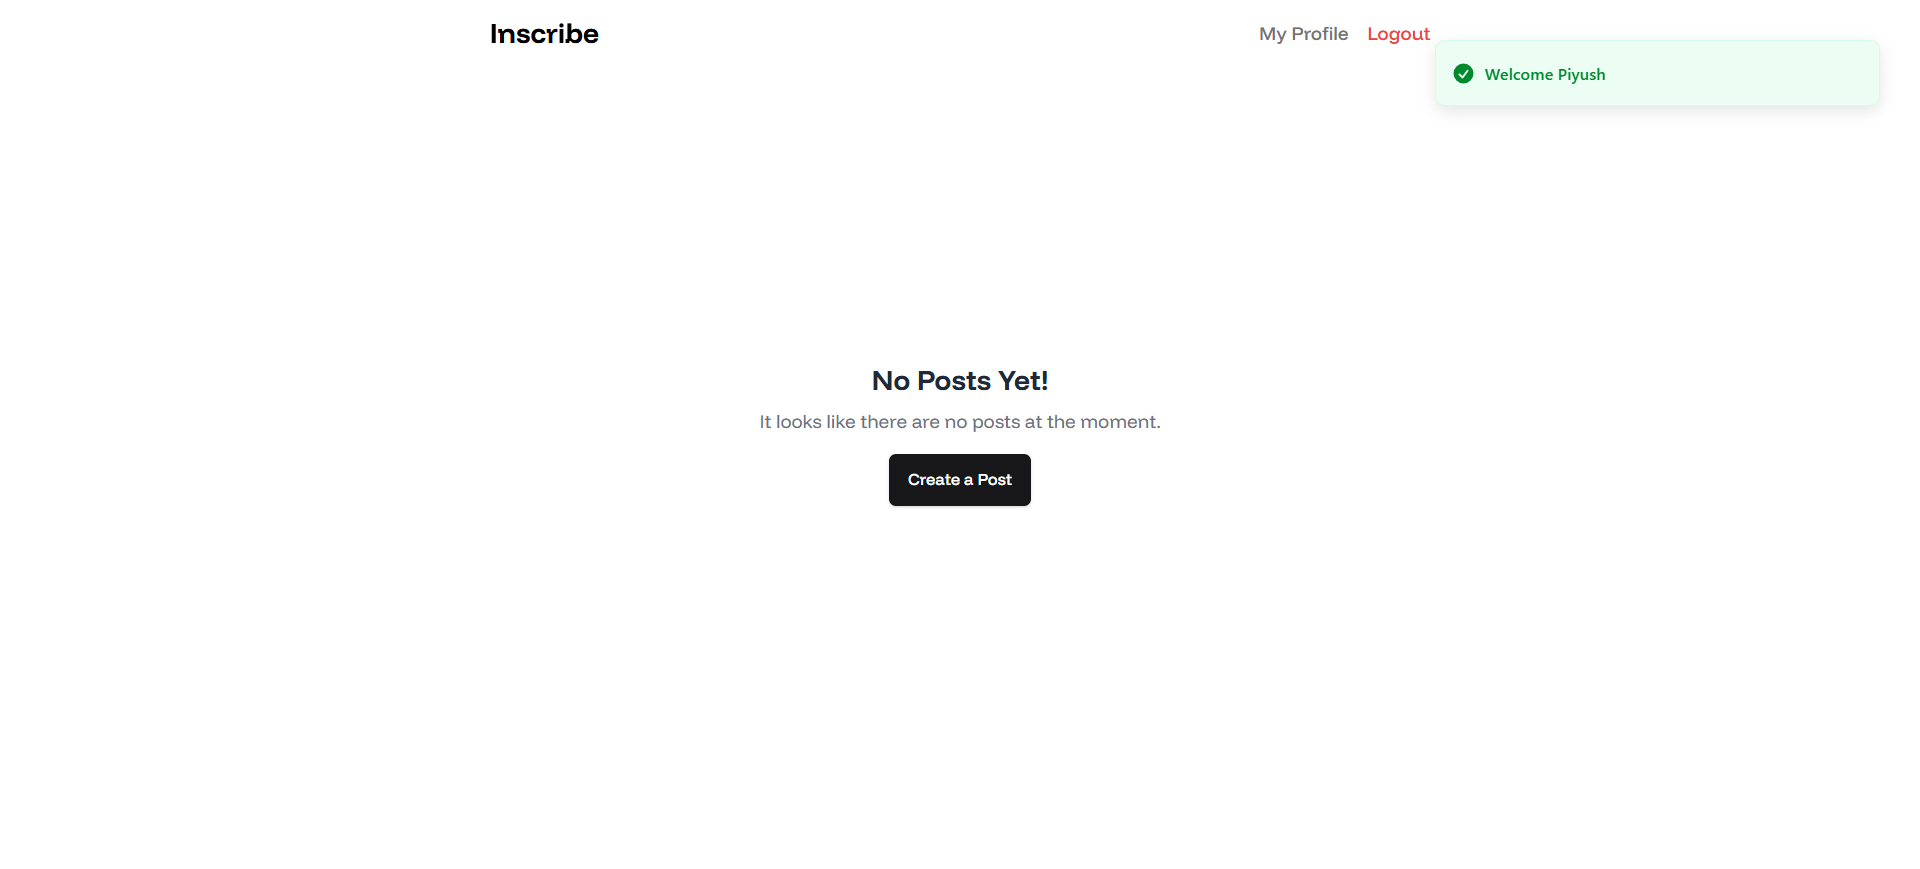 Inscribe
My Profile
Logout
Welcome Piyush
No Posts Yet!
It looks like there are no posts at the moment.
Create a Post